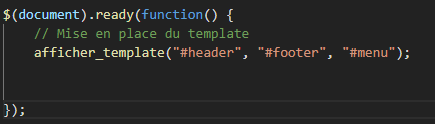 $(document).ready(function() {
    // Mise en place du template
    afficher_template("#header", "#footer", "#menu");
});